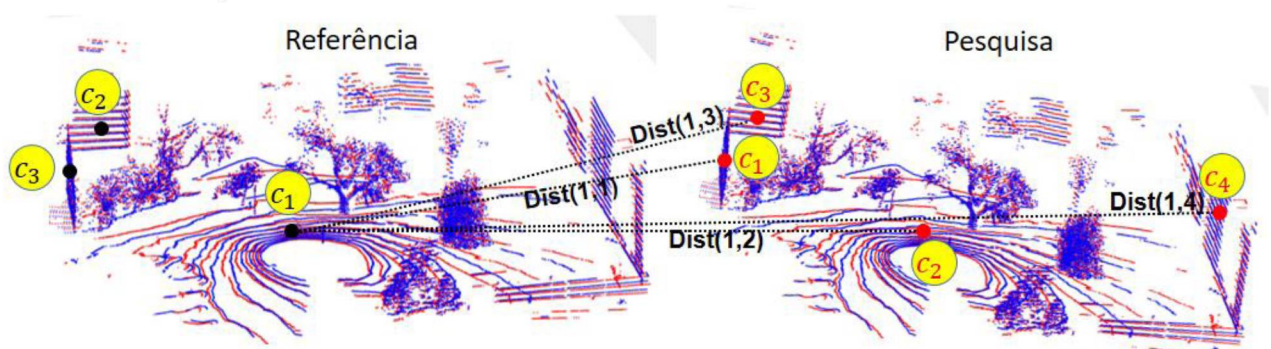 Referência
Pesquisa
c₂
c₃
c₁
Dist(1,3)
Dist(1,1)
Dist(1,2)
Dist(1,4)
c₃
c₁
c₄
c₂